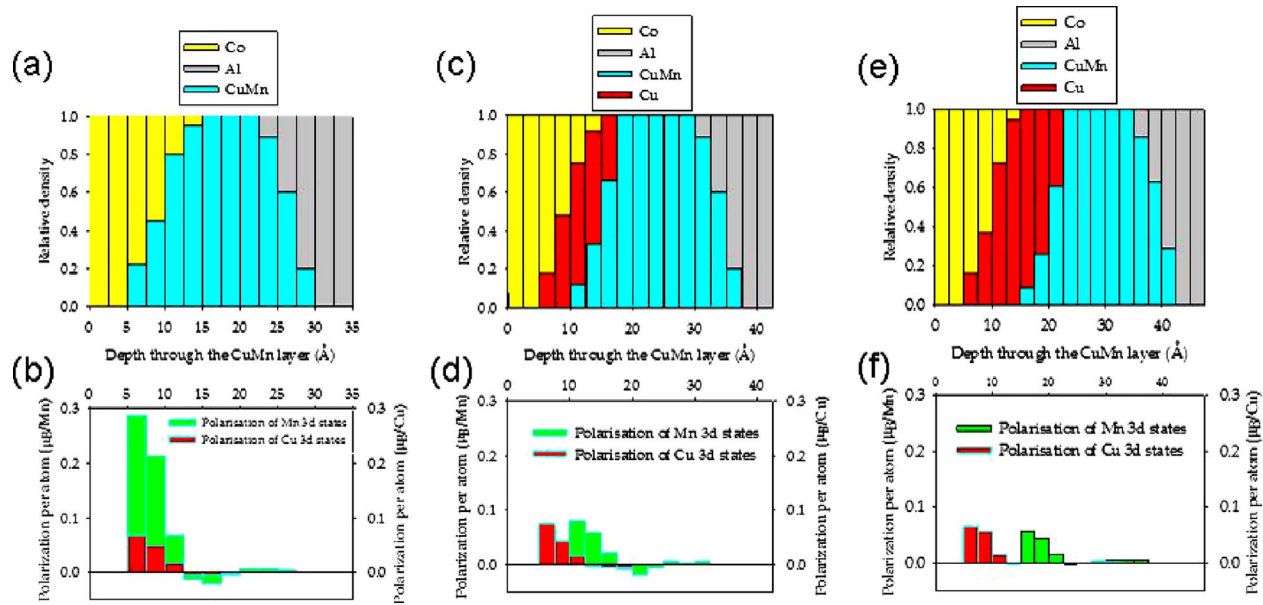 (a)
Co
Al
CuMn
1.0
0.8
0.6
0.4
0.2
0.0
Relative density
0 5 10 15 20 25 30 35
Depth through the CuMn layer (Å)
(b)
0 5 10 15 20 25 30 35
0.3
0.2
0.1
0.0
Polarization per atom (μB/Mn)
Polarisation of Mn 3d states
Polarisation of Cu 3d states
0.3
0.2
0.1
0.0
Polarization per atom (μB/Cu)
(c)
Co
Al
CuMn
Cu
1.0
0.8
0.6
0.4
0.2
0.0
Relative density
0 10 20 30 40
Depth through the CuMn layer (Å)
(d)
0 10 20 30 40
0.3
0.2
0.1
0.0
Polarization per atom (μB/Mn)
Polarisation of Mn 3d states
Polarisation of Cu 3d states
0.3
0.2
0.1
0.0
Polarization per atom (μB/Cu)
(e)
Co
Al
CuMn
Cu
1.0
0.8
0.6
0.4
0.2
0.0
Relative density
0 10 20 30 40
Depth through the CuMn layer (Å)
(f)
0 10 20 30 40
0.3
0.2
0.1
0.0
Polarization per atom (μB/Mn)
Polarisation of Mn 3d states
Polarisation of Cu 3d states
0.3
0.2
0.1
0.0
Polarization per atom (μB/Cu)